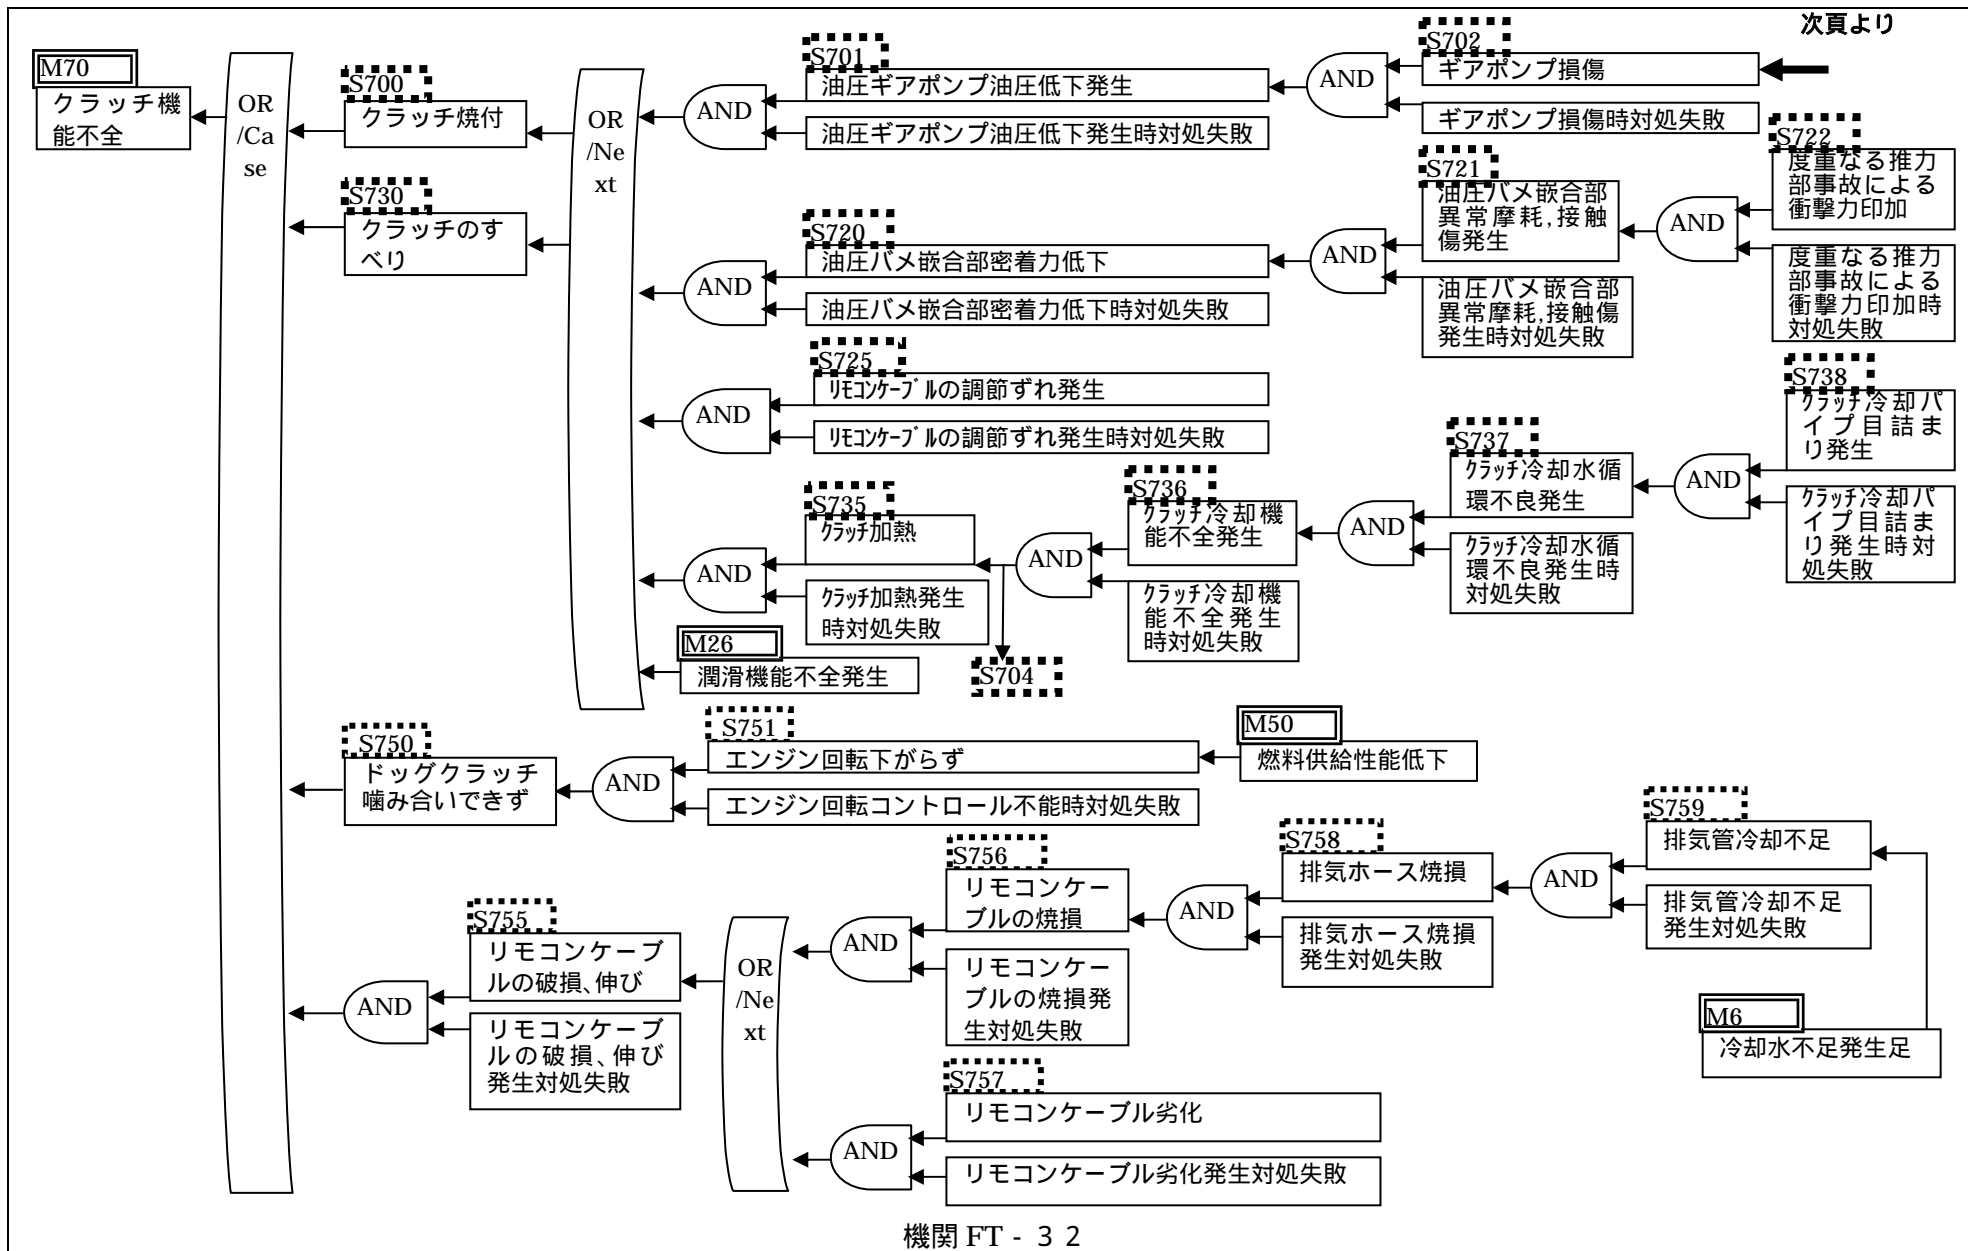 次頁より
M70
クラッチ機
能不全
OR
/Ca
se
S700
クラッチ焼付
S730
クラッチのす
べり
OR
/Ne
xt
AND
S701
油圧ギアポンプ油圧低下発生
油圧ギアポンプ油圧低下発生時対処失敗
AND
S702
ギアポンプ損傷
ギアポンプ損傷時対処失敗
AND
S720
油圧バメ嵌合部密着力低下
油圧バメ嵌合部密着力低下時対処失敗
AND
S721
油圧バメ嵌合部
異常摩耗,接触
傷発生
油圧バメ嵌合部
異常摩耗,接触傷
発生時対処失敗
AND
S722
度重なる推力
部事故による
衝撃力印加
度重なる推力
部事故による
衝撃力印加時
対処失敗
AND
S725
ﾘﾓｺﾝｹｰﾌﾞﾙの調節ずれ発生
ﾘﾓｺﾝｹｰﾌﾞﾙの調節ずれ発生時対処失敗
AND
S735
ｸﾗｯﾁ加熱
ｸﾗｯﾁ加熱発生
時対処失敗
AND
S736
ｸﾗｯﾁ冷却機
能不全発生
ｸﾗｯﾁ冷却機
能不全発生
時対処失敗
AND
S737
ｸﾗｯﾁ冷却水循
環不良発生
ｸﾗｯﾁ冷却水循
環不良発生時
対処失敗
AND
S738
ｸﾗｯﾁ冷却パ
イプ目詰ま
り発生
ｸﾗｯﾁ冷却パ
イプ目詰ま
り発生時対
処失敗
M26
潤滑機能不全発生
S704
S750
ドッグクラッチ
噛み合いできず
AND
S751
エンジン回転下がらず
エンジン回転コントロール不能時対処失敗
M50
燃料供給性能低下
AND
S755
リモコンケーブ
ルの破損、伸び
リモコンケーブ
ルの破損、伸び
発生対処失敗
OR
/Ne
xt
AND
S756
リモコンケー
ブルの焼損
リモコンケー
ブルの焼損発
生対処失敗
AND
S758
排気ホース焼損
排気ホース焼損
発生対処失敗
AND
S759
排気管冷却不足
排気管冷却不足
発生対処失敗
M6
冷却水不足発生足
AND
S757
リモコンケーブル劣化
リモコンケーブル劣化発生対処失敗
機関 FT - ３２